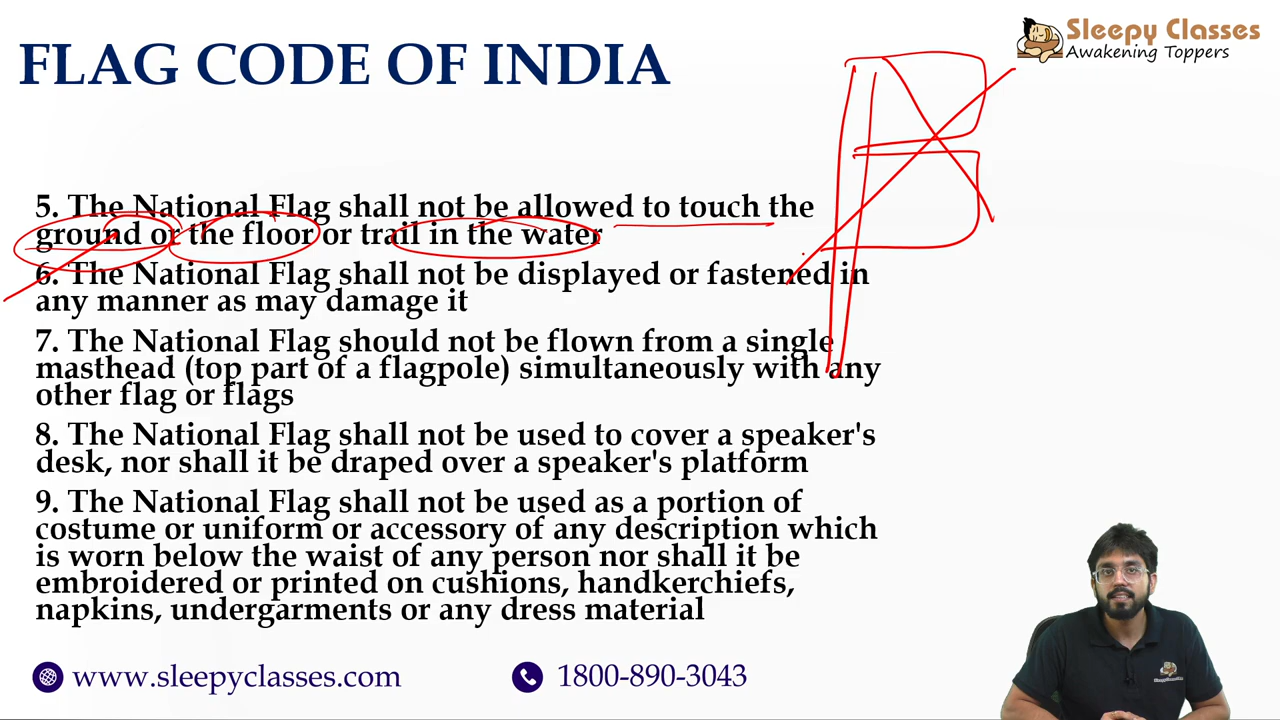 FLAG CODE OF INDIA
Sleepy Classes
Awakening Toppers
5. The National Flag shall not be allowed to touch the
ground or the floor or trail in the water
6. The National Flag shall not be displayed or fastened in
any manner as may damage it
7. The National Flag should not be flown from a single
masthead (top part of a flagpole) simultaneously with any
other flag or flags
8. The National Flag shall not be used to cover a speaker's
desk, nor shall it be draped over a speaker's platform
9. The National Flag shall not be used as a portion of
costume or uniform or accessory of any description which
is worn below the waist of any person nor shall it be
embroidered or printed on cushions, handkerchiefs,
napkins, undergarments or any dress material
www.sleepyclasses.com
1800-890-3043